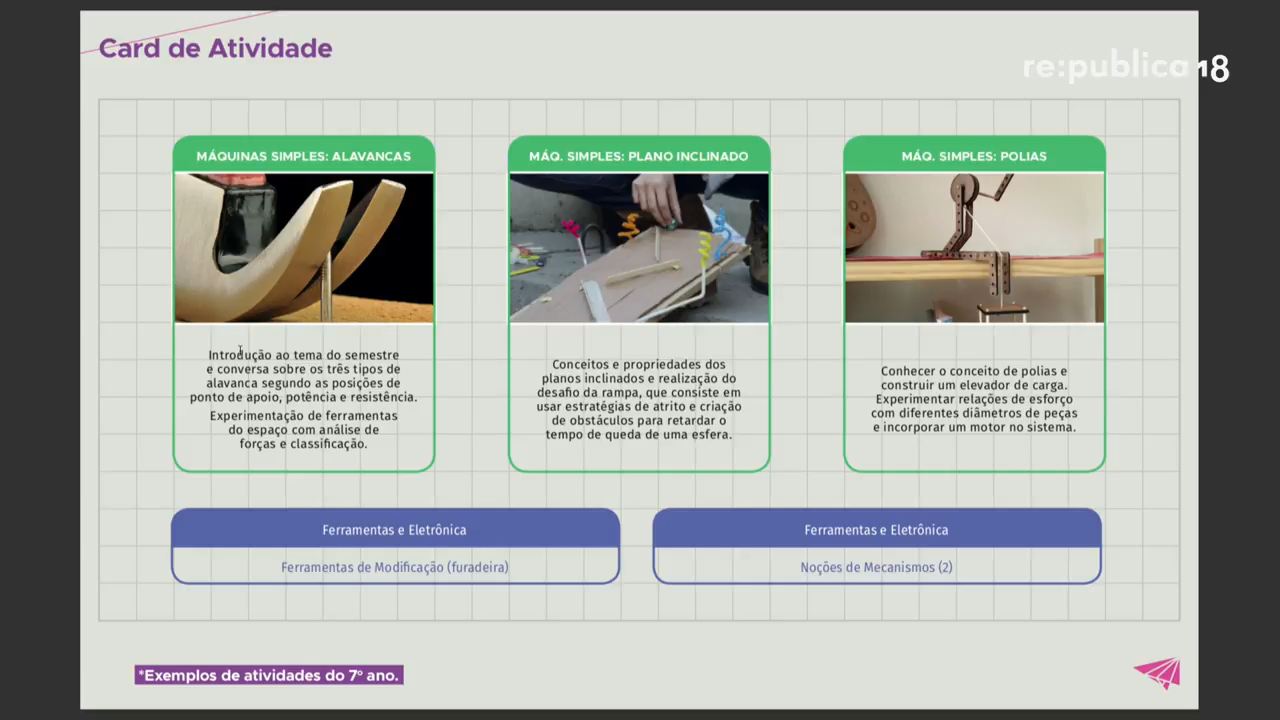 Card de Atividade
re:publica 18
MÁQUINAS SIMPLES: ALAVANCAS
Introdução ao tema do semestre
e conversa sobre os três tipos de
alavanca segundo as posições de
ponto de apoio, potência e resistência.
Experimentação de ferramentas
do espaço com análise de
forças e classificação.
MÁQ. SIMPLES: PLANO INCLINADO
Conceitos e propriedades dos
planos inclinados e realização do
desafio da rampa, que consiste em
usar estratégias de atrito e criação
de obstáculos para retardar o
tempo de queda de uma esfera.
MÁQ. SIMPLES: POLIAS
Conhecer o conceito de polias e
construir um elevador de carga.
Experimentar relações de esforço
com diferentes diâmetros de peças
e incorporar um motor no sistema.
Ferramentas e Eletrônica
Ferramentas de Modificação (furadeira)
Ferramentas e Eletrônica
Noções de Mecanismos (2)
*Exemplos de atividades do 7º ano.